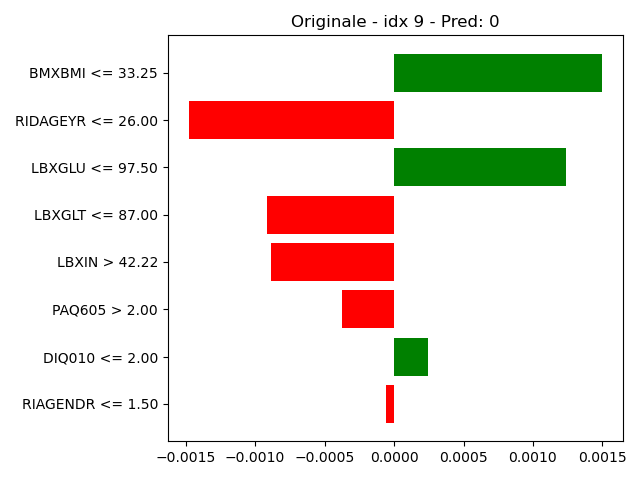 Originale - idx 9 - Pred: 0
BMXBMI <= 33.25
RIDAGEYR <= 26.00
LBXGLU <= 97.50
LBXGLT <= 87.00
LBXIN > 42.22
PAQ605 > 2.00
DIQ010 <= 2.00
RIAGENDR <= 1.50
−0.0015 −0.0010 −0.0005 0.0000 0.0005 0.0010 0.0015